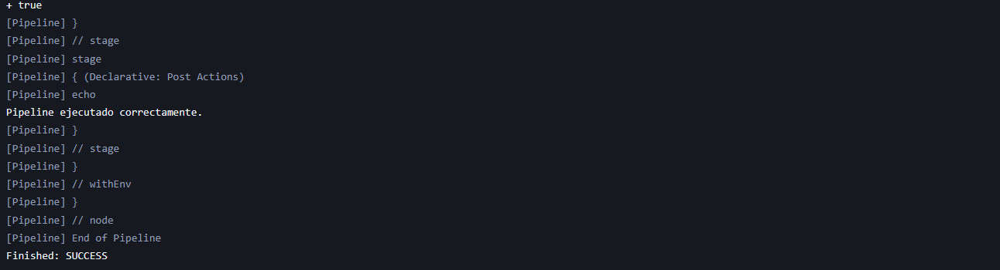 + true
[Pipeline] }
[Pipeline] // stage
[Pipeline] stage
[Pipeline] { (Declarative: Post Actions)
[Pipeline] echo
Pipeline ejecutado correctamente.
[Pipeline] }
[Pipeline] // stage
[Pipeline] }
[Pipeline] // withEnv
[Pipeline] }
[Pipeline] // node
[Pipeline] End of Pipeline
Finished: SUCCESS